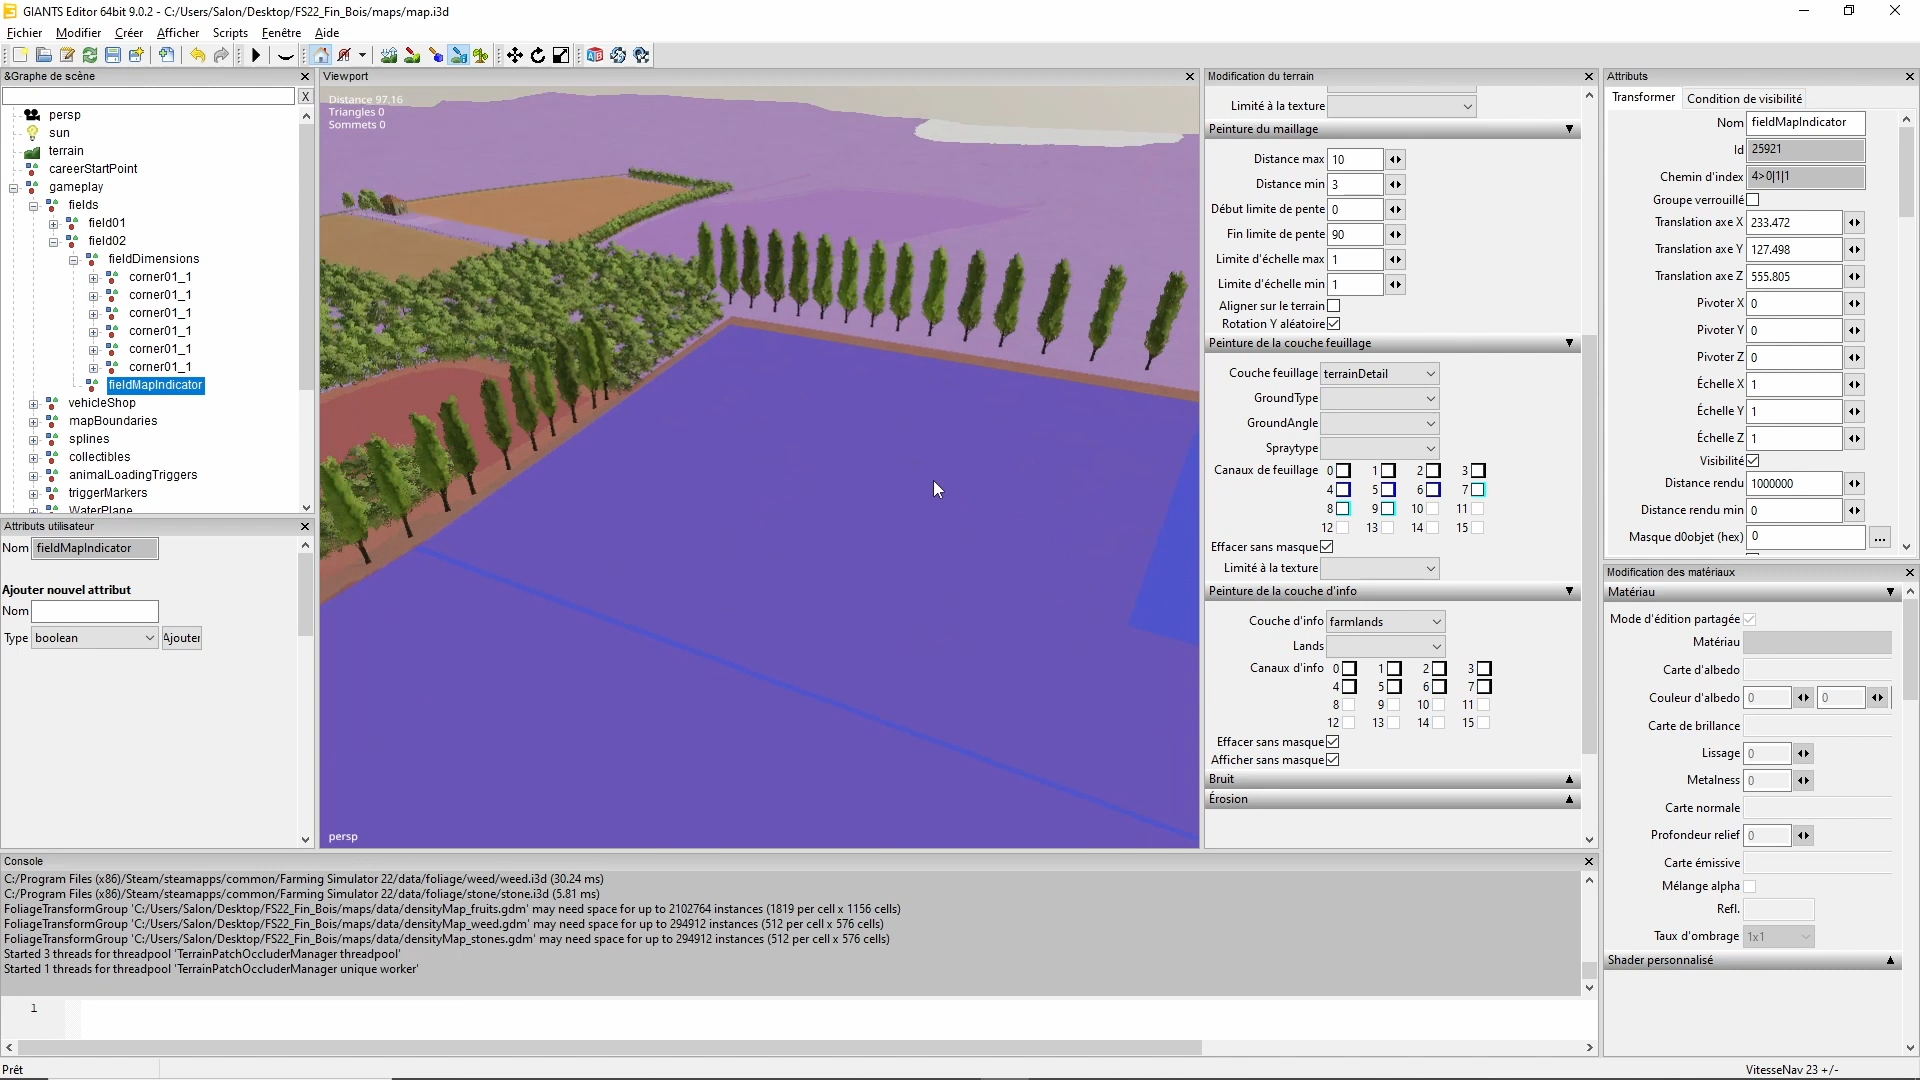 GIANTS Editor 64bit 9.0.2 - C:/Users/Salon/Desktop/FS22_Fin_Bois/maps/map.i3d
Fichier Modifier Créer Afficher Scripts Fenêtre Aide
&Graphe de scène
X
persp
sun
terrain
careerStartPoint
gameplay
fields
field01
field02
fieldDimensions
corner01_1
corner01_1
corner01_1
corner01_1
corner01_1
corner01_1
fieldMapIndicator
vehicleShop
mapBoundaries
splines
collectibles
animalLoadingTriggers
triggerMarkers
WaterPlane
Attributs utilisateur
Nom fieldMapIndicator
Ajouter nouvel attribut
Nom
Type boolean Ajouter
Viewport
Distance 97.16
Triangles 0
Sommets 0
persp
Modification du terrain
Limité à la texture
Peinture du maillage
Distance max 10
Distance min 3
Début limite de pente 0
Fin limite de pente 90
Limite d'échelle max 1
Limite d'échelle min 1
Aligner sur le terrain
Rotation Y aléatoire
Peinture de la couche feuillage
Couche feuillage terrainDetail
GroundType
GroundAngle
Spraytype
Canaux de feuillage 0 1 2 3
4 5 6 7
8 9 10 11
12 13 14 15
Effacer sans masque
Limité à la texture
Peinture de la couche d'info
Couche d'info farmlands
Lands
Canaux d'info 0 1 2 3
4 5 6 7
8 9 10 11
12 13 14 15
Effacer sans masque
Afficher sans masque
Bruit
Érosion
Attributs
Transformer Condition de visibilité
Nom fieldMapIndicator
Id 25921
Chemin d'index 4>0|1|1
Groupe verrouillé
Translation axe X 233.472
Translation axe Y 127.498
Translation axe Z 555.805
Pivoter X 0
Pivoter Y 0
Pivoter Z 0
Échelle X 1
Échelle Y 1
Échelle Z 1
Visibilité
Distance rendu 1000000
Distance rendu min 0
Masque d0objet (hex) 0 ...
Modification des matériaux
Matériau
Mode d'édition partagée
Matériau
Carte d'albedo
Couleur d'albedo 0 0
Carte de brillance
Lissage 0
Metalness 0
Carte normale
Profondeur relief 0
Carte émissive
Mélange alpha
Refl.
Taux d'ombrage 1x1
Shader personnalisé
Console
C:/Program Files (x86)/Steam/steamapps/common/Farming Simulator 22/data/foliage/weed/weed.i3d (30.24 ms)
C:/Program Files (x86)/Steam/steamapps/common/Farming Simulator 22/data/foliage/stone/stone.i3d (5.81 ms)
FoliageTransformGroup 'C:/Users/Salon/Desktop/FS22_Fin_Bois/maps/data/densityMap_fruits.gdm' may need space for up to 2102764 instances (1819 per cell x 1156 cells)
FoliageTransformGroup 'C:/Users/Salon/Desktop/FS22_Fin_Bois/maps/data/densityMap_weed.gdm' may need space for up to 294912 instances (512 per cell x 576 cells)
FoliageTransformGroup 'C:/Users/Salon/Desktop/FS22_Fin_Bois/maps/data/densityMap_stones.gdm' may need space for up to 294912 instances (512 per cell x 576 cells)
Started 3 threads for threadpool 'TerrainPatchOccluderManager threadpool'
Started 1 threads for threadpool 'TerrainPatchOccluderManager unique worker'
1
Prêt
VitesseNav 23 +/-